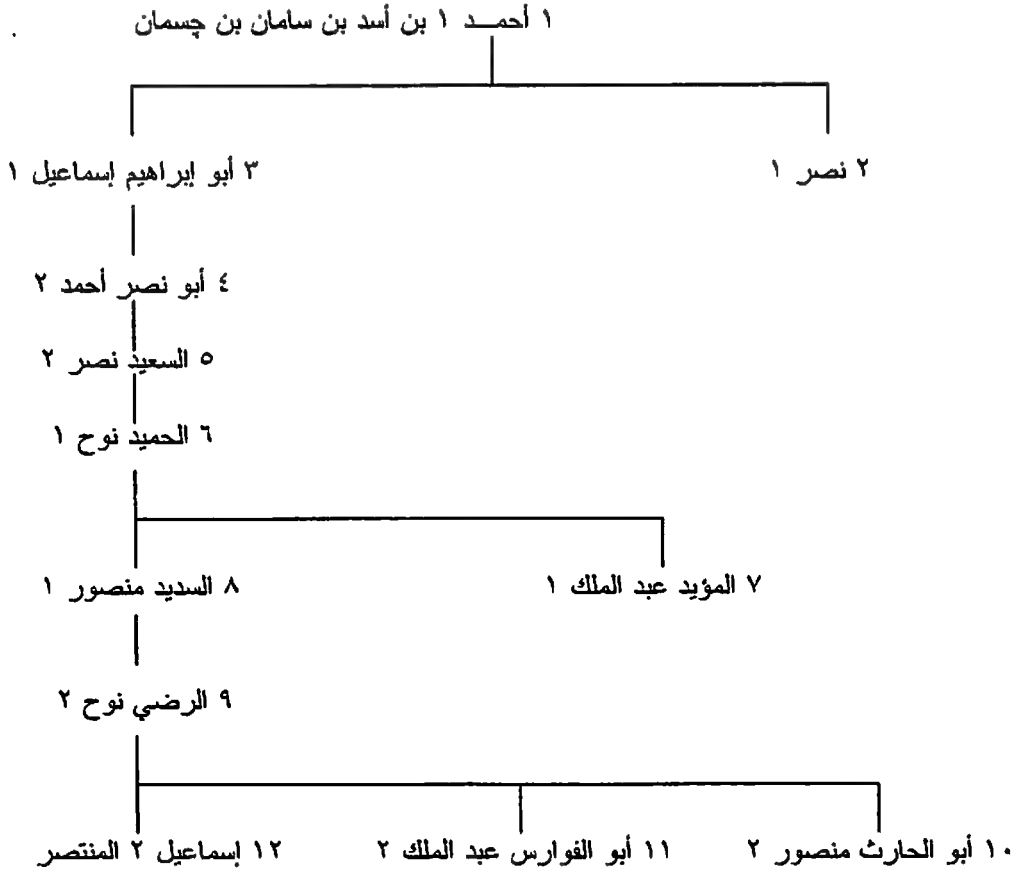 ١ أحمـــد ١ بن أسد بن سامان بن چسمان
٢ نصر ١
٣ أبو إبراهيم إسماعيل ١
٤ أبو نصر أحمد ٢
٥ السعيد نصر ٢
٦ الحميد نوح ١
٧ المؤيد عبد الملك ١
٨ السديد منصور ١
٩ الرضي نوح ٢
١٠ أبو الحارث منصور ٢
١١ أبو الفوارس عبد الملك ٢
١٢ إسماعيل ٢ المنتصر